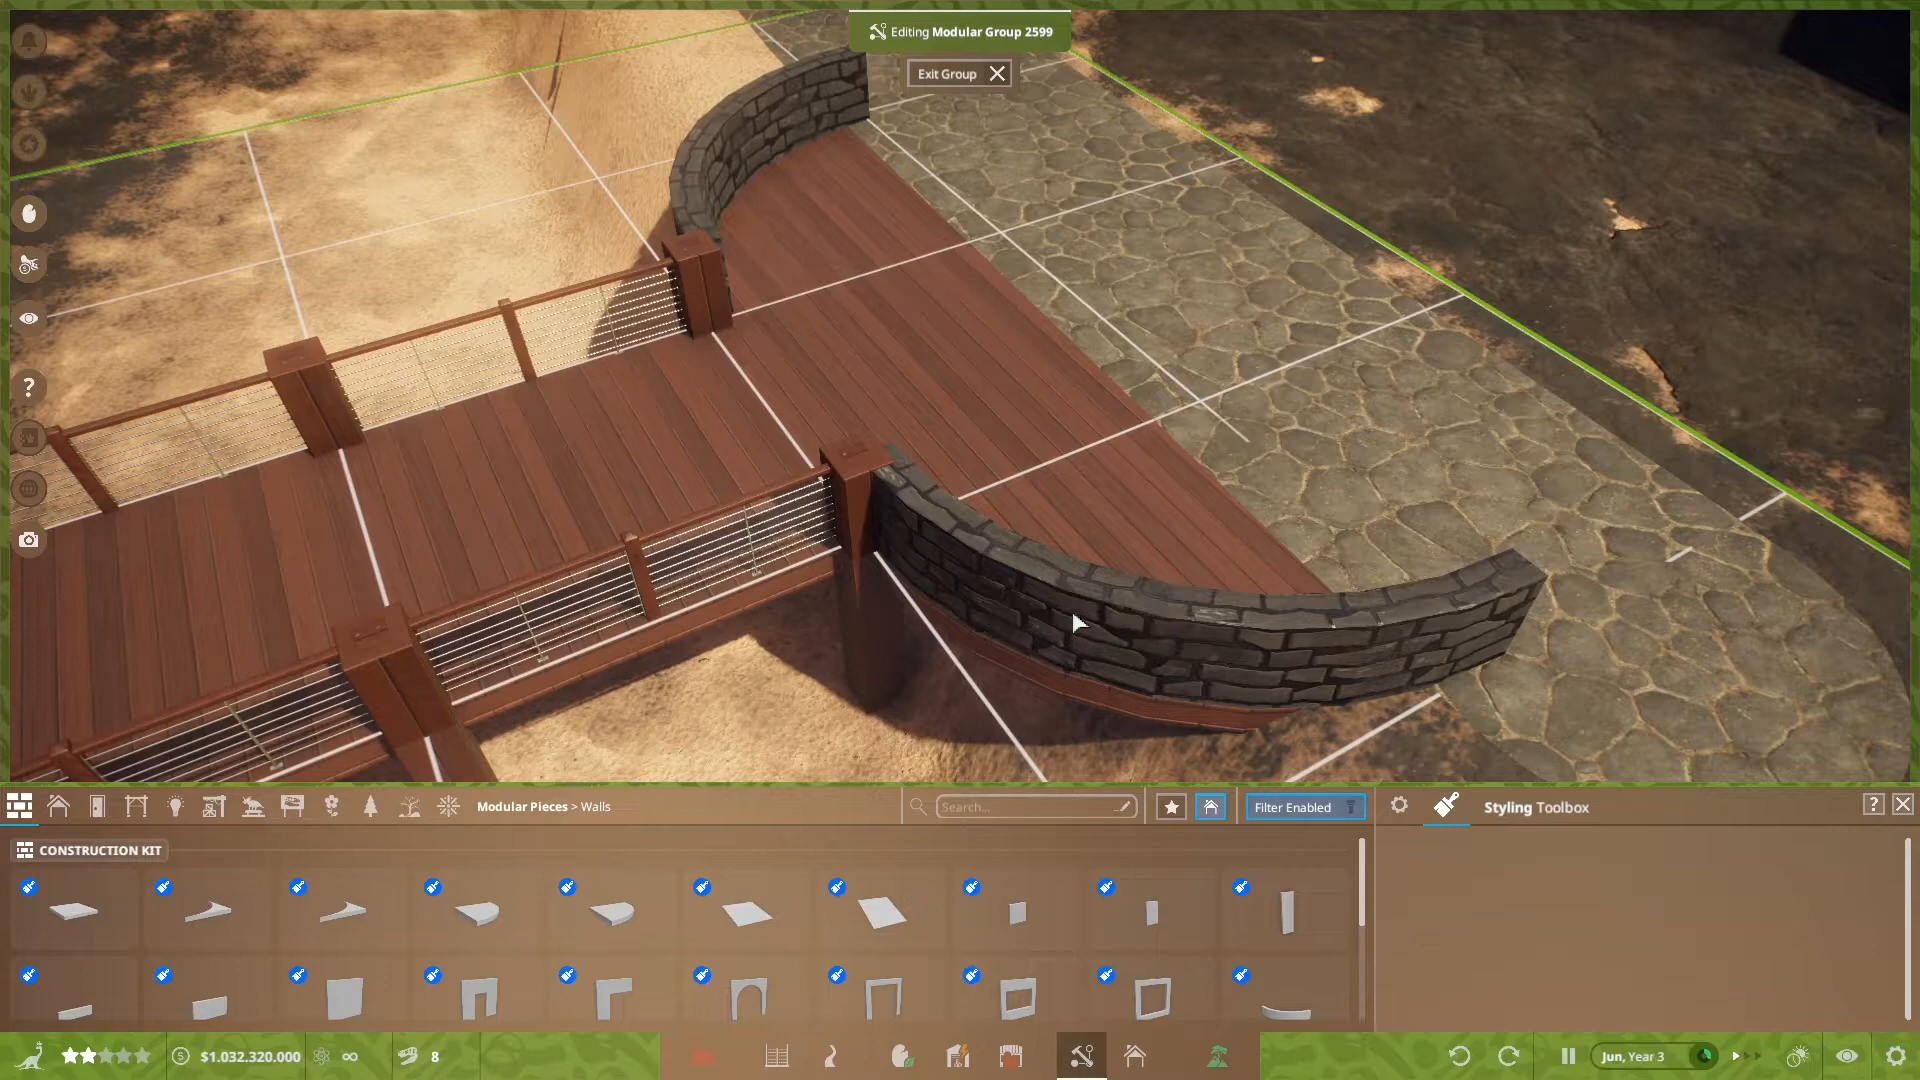 Editing Modular Group 2599
Exit Group
?
Modular Pieces > Walls
Search...
Filter Enabled
Styling Toolbox
?
CONSTRUCTION KIT
$1.032.320.000
∞
8
Jun, Year 3